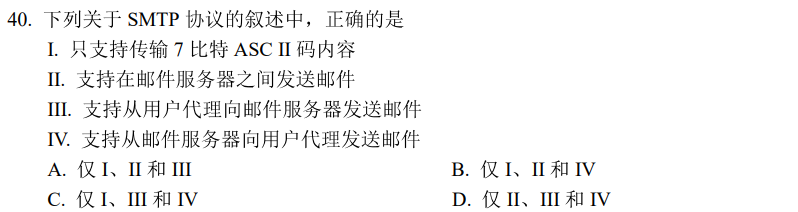 40. 下列关于 SMTP 协议的叙述中，正确的是
I. 只支持传输 7 比特 ASC II 码内容
II. 支持在邮件服务器之间发送邮件
III. 支持从用户代理向邮件服务器发送邮件
IV. 支持从邮件服务器向用户代理发送邮件
A. 仅 I、II 和 III B. 仅 I、II 和 IV
C. 仅 I、III 和 IV D. 仅 II、III 和 IV